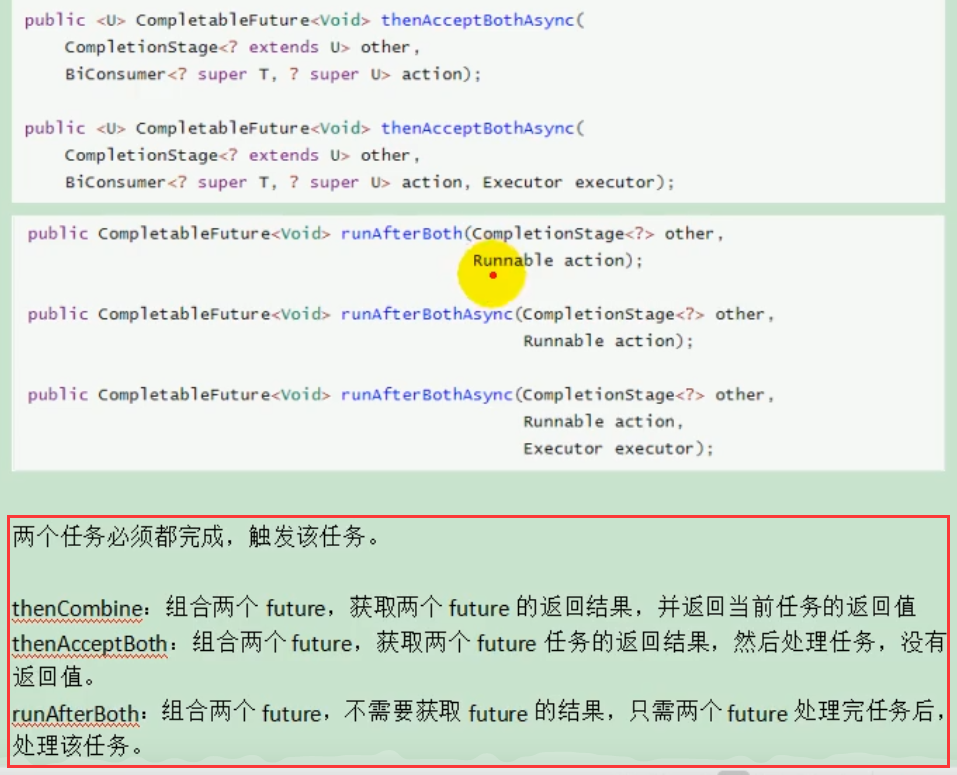 public <U> CompletableFuture<Void> thenAcceptBothAsync(
CompletionStage<? extends U> other,
BiConsumer<? super T, ? super U> action);
public <U> CompletableFuture<Void> thenAcceptBothAsync(
CompletionStage<? extends U> other,
BiConsumer<? super T, ? super U> action, Executor executor);
public CompletableFuture<Void> runAfterBoth(CompletionStage<?> other,
Runnable action);
public CompletableFuture<Void> runAfterBothAsync(CompletionStage<?> other,
Runnable action);
public CompletableFuture<Void> runAfterBothAsync(CompletionStage<?> other,
Runnable action,
Executor executor);
两个任务必须都完成，触发该任务。
thenCombine：组合两个 future，获取两个 future 的返回结果，并返回当前任务的返回值
thenAcceptBoth：组合两个 future，获取两个 future 任务的返回结果，然后处理任务，没有
返回值。
runAfterBoth：组合两个 future，不需要获取 future 的结果，只需两个 future 处理完任务后，
处理该任务。